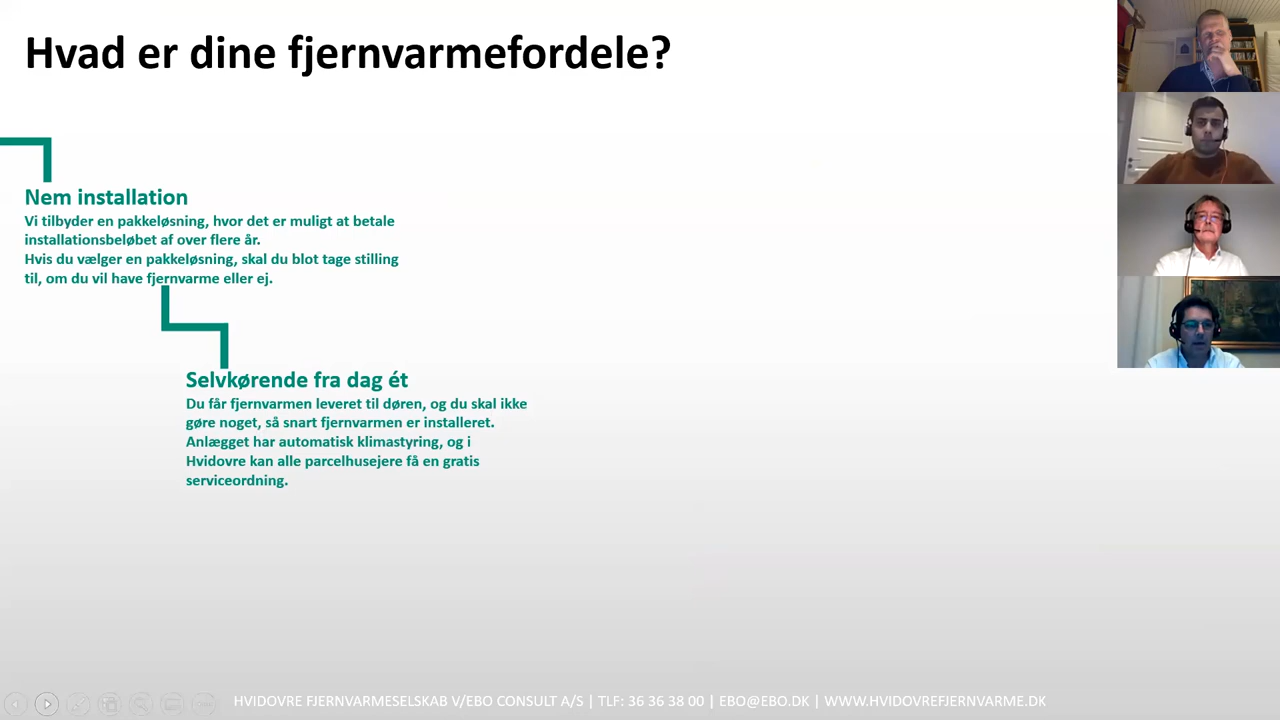 Hvad er dine fjernvarmefordele?
Nem installation
Vi tilbyder en pakkeløsning, hvor det er muligt at betale
installationsbeløbet af over flere år.
Hvis du vælger en pakkeløsning, skal du blot tage stilling
til, om du vil have fjernvarme eller ej.
Selvkørende fra dag ét
Du får fjernvarmen leveret til døren, og du skal ikke
gøre noget, så snart fjernvarmen er installeret.
Anlægget har automatisk klimastyring, og i
Hvidovre kan alle parcelhusejere få en gratis
serviceordning.
HVIDOVRE FJERNVARMESELSKAB V/EBO CONSULT A/S | TLF: 36 36 38 00 | EBO@EBO.DK | WWW.HVIDOVREFJERNVARME.DK